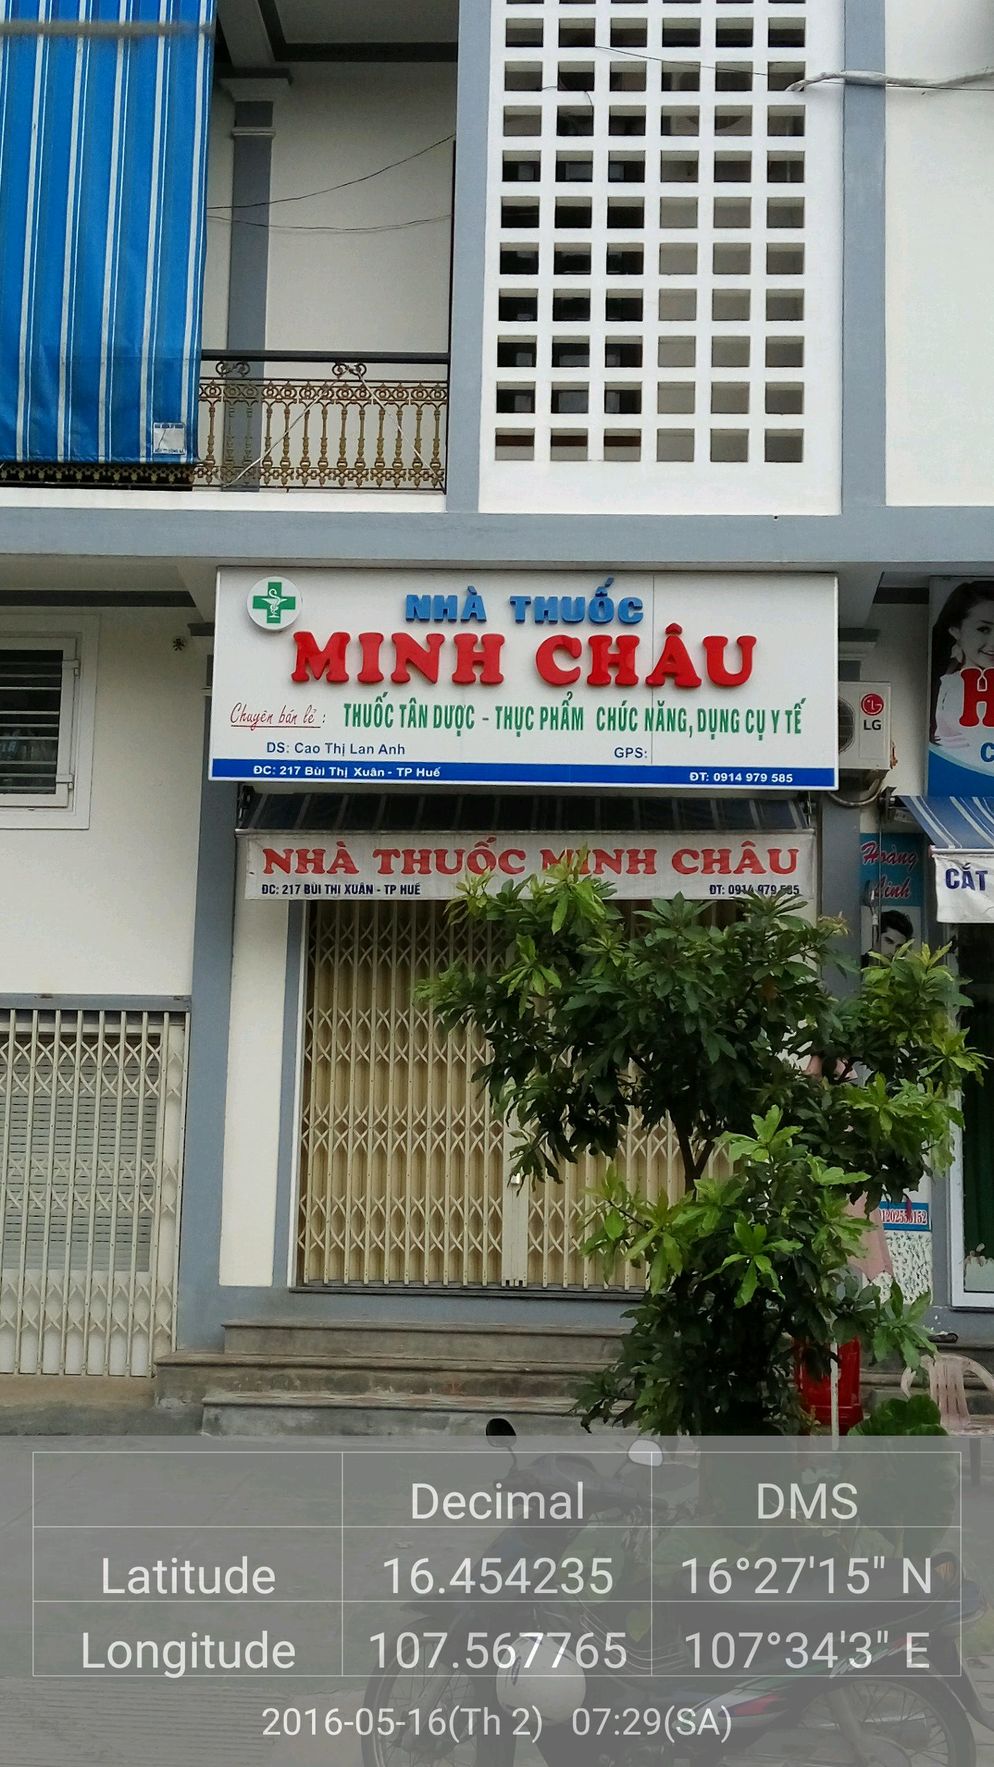 NHÀ THUỐC
MINH CHÂU
Chuyên bán lẻ: THUỐC TÂN DƯỢC - THỰC PHẨM CHÚC NĂNG, DỤNG CỤ Y TẾ
DS: Cao Thị Lan Anh GPS:
ĐC: 217 Bùi Thị Xuân - TP Huế ĐT: 0914 979 585
LG
NHÀ THUỐC MINH CHÂU
ĐC: 217 BÙI THỊ XUÂN - TP HUẾ ĐT: 0914 979 585
Hoàng
Minh
CẮT
Decimal DMS
Latitude 16.454235 16°27'15" N
Longitude 107.567765 107°34'3" E
2016-05-16(Th 2) 07:29(SA)